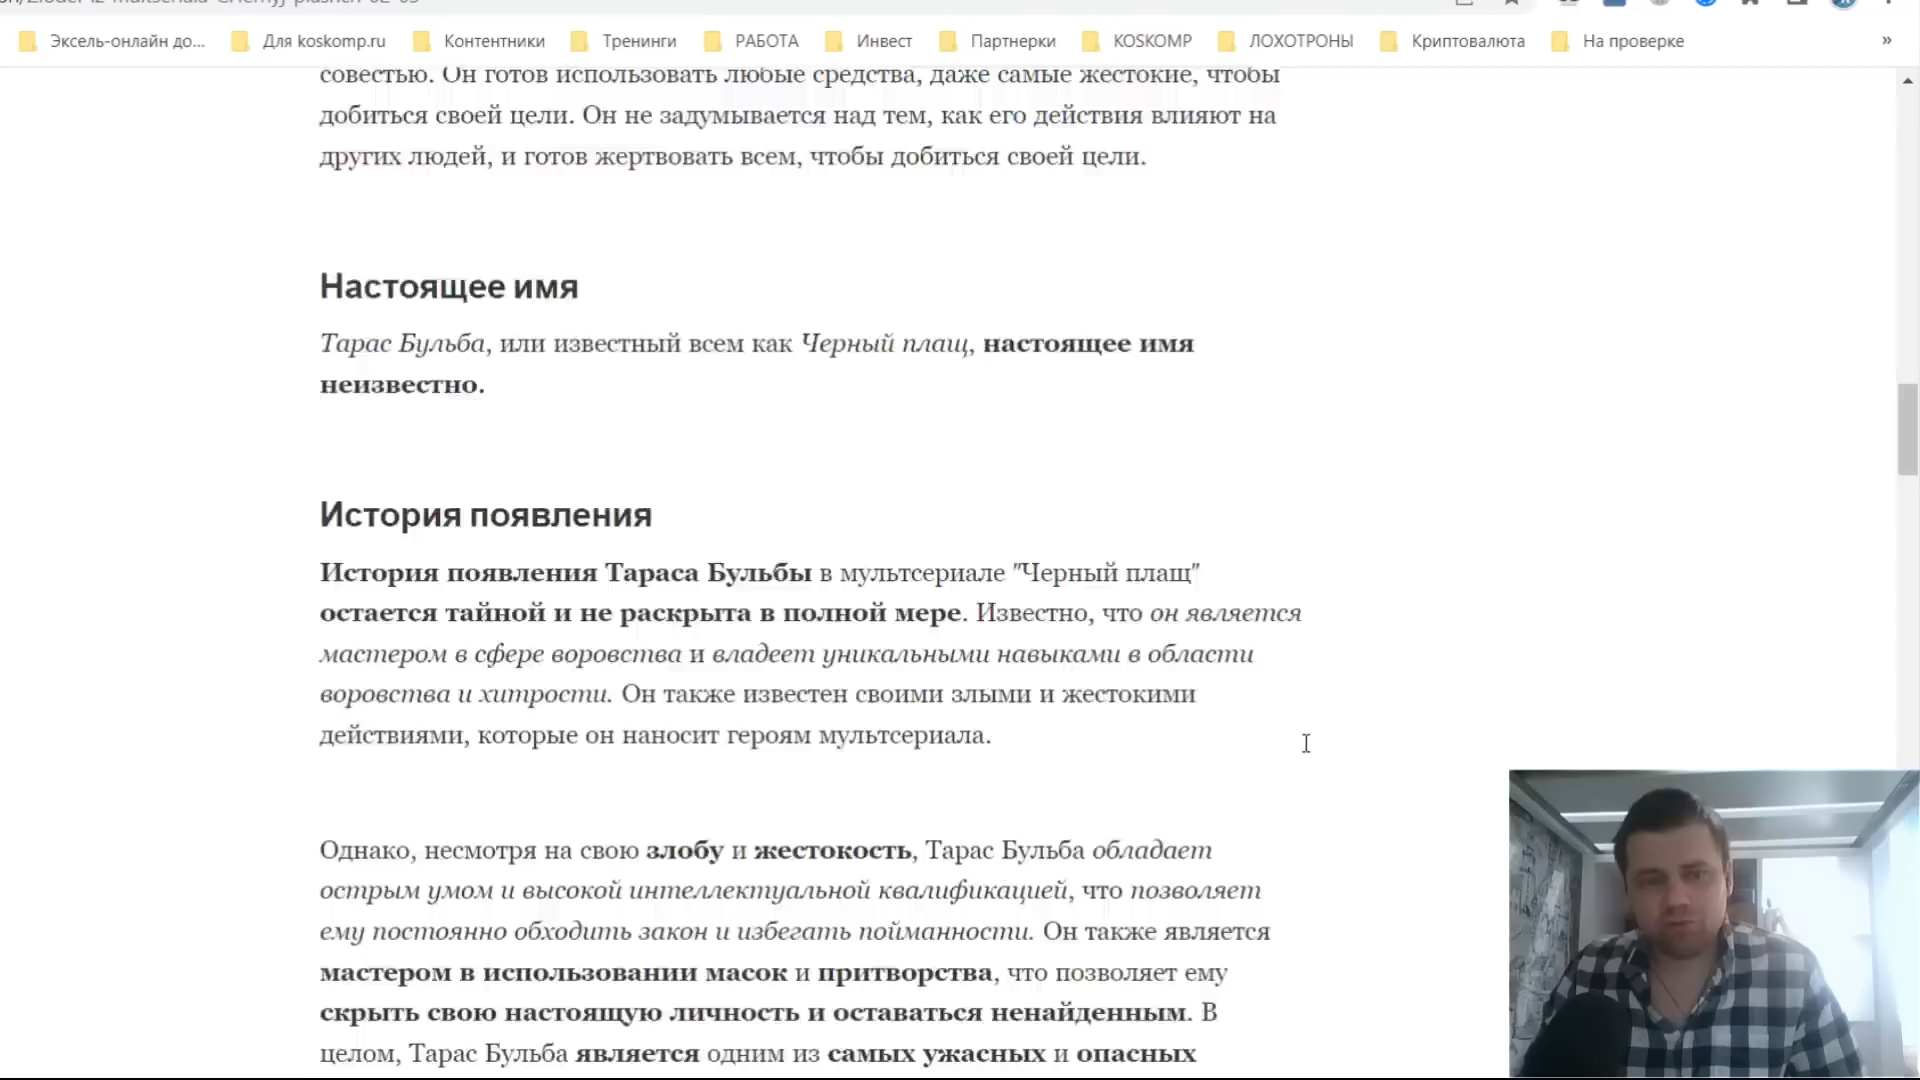 Эксель-онлайн до... Для koskomp.ru Контентники Тренинги РАБОТА Инвест Партнерки KOSKOMP ЛОХОТРОНЫ Криптовалюта На проверке »
совестью. Он готов использовать любые средства, даже самые жестокие, чтобы
добиться своей цели. Он не задумывается над тем, как его действия влияют на
других людей, и готов жертвовать всем, чтобы добиться своей цели.
Настоящее имя
Тарас Бульба, или известный всем как Черный плащ, настоящее имя
неизвестно.
История появления
История появления Тараса Бульбы в мультсериале "Черный плащ"
остается тайной и не раскрыта в полной мере. Известно, что он является
мастером в сфере воровства и владеет уникальными навыками в области
воровства и хитрости. Он также известен своими злыми и жестокими
действиями, которые он наносит героям мультсериала.
Однако, несмотря на свою злобу и жестокость, Тарас Бульба обладает
острым умом и высокой интеллектуальной квалификацией, что позволяет
ему постоянно обходить закон и избегать пойманности. Он также является
мастером в использовании масок и притворства, что позволяет ему
скрыть свою настоящую личность и оставаться ненайденным. В
целом, Тарас Бульба является одним из самых ужасных и опасных